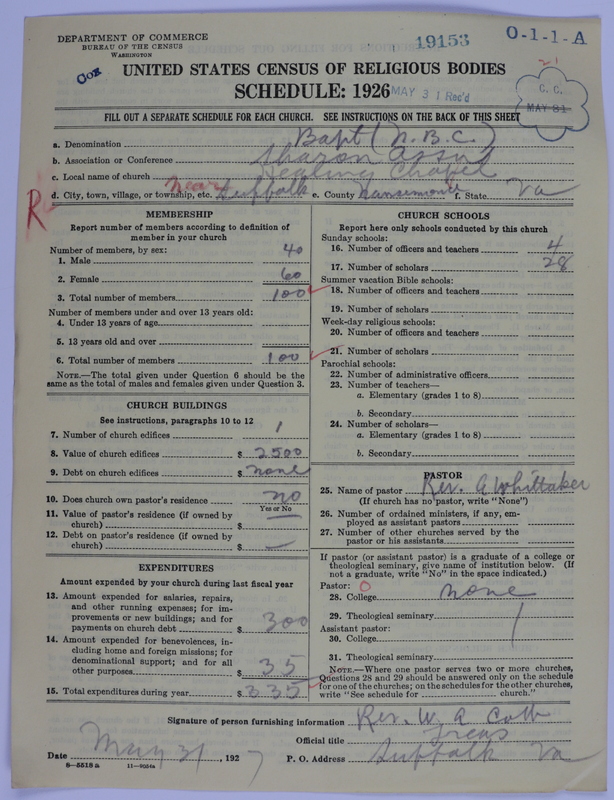 DEPARTMENT OF COMMERCE
BUREAU OF THE CENSUS
WASHINGTON
19153
O-1-1-A
Cox
UNITED STATES CENSUS OF RELIGIOUS BODIES
SCHEDULE: 1926
MAY 31 Rec'd
C. C.
MAY 31
FILL OUT A SEPARATE SCHEDULE FOR EACH CHURCH. SEE INSTRUCTIONS ON THE BACK OF THIS SHEET
a. Denomination Bapt (N.B.C.)
b. Association or Conference Sharon Assn
c. Local name of church Healing Chapel
d. City, town, village, or township, etc. near Suffolk e. County Nansemond f. State Va
R
MEMBERSHIP
Report number of members according to definition of member in your church
Number of members, by sex:
1. Male 40
2. Female 60
3. Total number of members 100
Number of members under and over 13 years old:
4. Under 13 years of age
5. 13 years old and over
6. Total number of members 100
NOTE.—The total given under Question 6 should be the same as the total of males and females given under Question 3.
CHURCH BUILDINGS
See instructions, paragraphs 10 to 12
7. Number of church edifices 1
8. Value of church edifices $ 2500
9. Debt on church edifices $ none
10. Does church own pastor's residence no
Yes or No
11. Value of pastor's residence (if owned by church) $
12. Debt on pastor's residence (if owned by church) $ —
EXPENDITURES
Amount expended by your church during last fiscal year
13. Amount expended for salaries, repairs, and other running expenses; for improvements or new buildings; and for payments on church debt $ 300
14. Amount expended for benevolences, including home and foreign missions; for denominational support; and for all other purposes $ 35
15. Total expenditures during year $ 335
CHURCH SCHOOLS
Report here only schools conducted by this church
Sunday schools:
16. Number of officers and teachers 4
17. Number of scholars 28
Summer vacation Bible schools:
18. Number of officers and teachers
19. Number of scholars
Week-day religious schools:
20. Number of officers and teachers
21. Number of scholars
Parochial schools:
22. Number of administrative officers
23. Number of teachers—
a. Elementary (grades 1 to 8)
b. Secondary
24. Number of scholars—
a. Elementary (grades 1 to 8)
b. Secondary
PASTOR
25. Name of pastor Rev. A Whittaker
(If church has no pastor, write "None")
26. Number of ordained ministers, if any, employed as assistant pastors
27. Number of other churches served by the pastor or his assistants
If pastor (or assistant pastor) is a graduate of a college or theological seminary, give name of institution below. (If not a graduate, write "No" in the space indicated.)
Pastor: 0
28. College none
29. Theological seminary
Assistant pastor:
30. College
31. Theological seminary
NOTE.—Where one pastor serves two or more churches, Questions 28 and 29 should be answered only on the schedule for one of the churches; on the schedules for the other churches, write "See schedule for church."
Signature of person furnishing information Rev. W. A Cobb
Official title Treas
Date May 31, 1927 P. O. Address Suffolk Va
8—5518 a